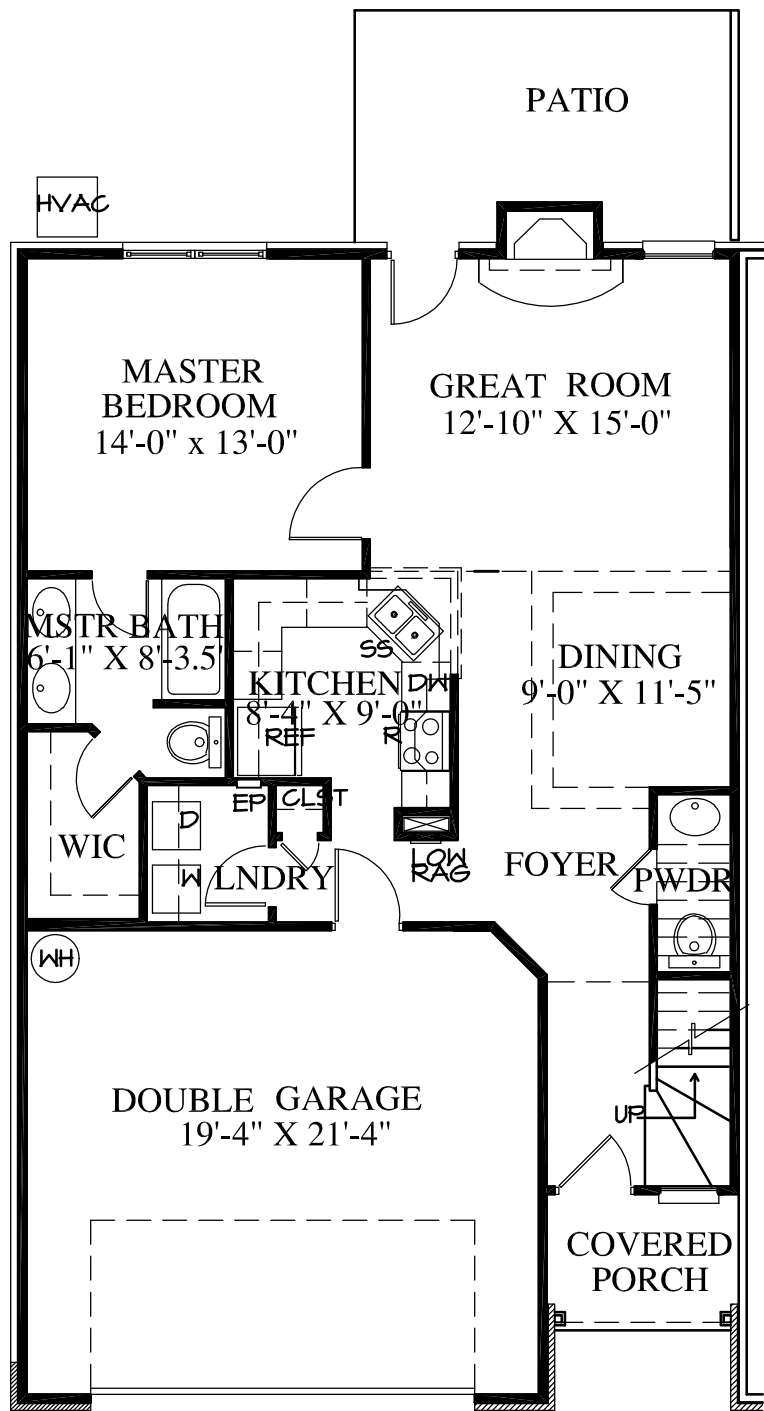 PATIO
HVAC
MASTER
BEDROOM
14'-0" x 13'-0"
GREAT ROOM
12'-10" X 15'-0"
MSTR BATH
6'-1" X 8'-3.5"
SS
KITCHEN
8'-4" X 9'-0"
DW
REF
R
DINING
9'-0" X 11'-5"
EP
CLST
D
W
WIC
LNDRY
LOW
RAG
FOYER
PWDR
WH
DOUBLE GARAGE
19'-4" X 21'-4"
UP
COVERED
PORCH